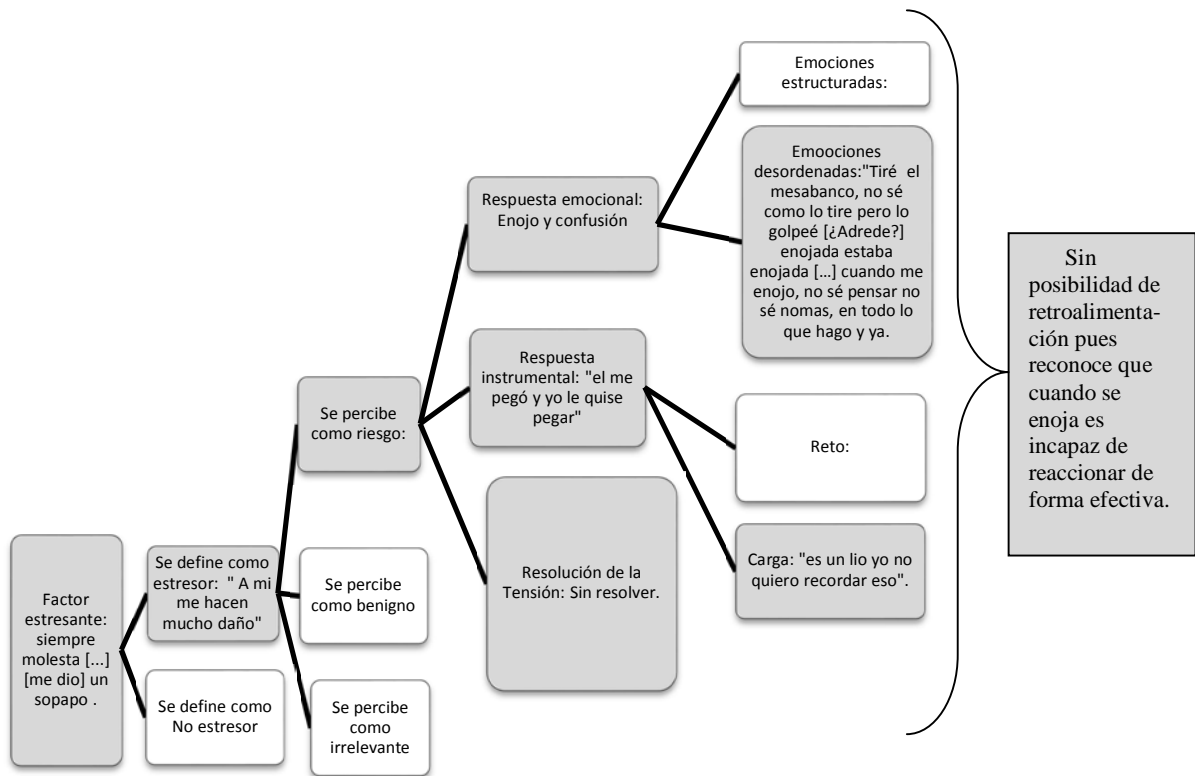 Factor
estresante:
siempre
molesta [...]
[me dio] un
sopapo .
Se define como
estresor:  " A mi
me hacen
mucho daño"
Se define como
No estresor
Se percibe
como riesgo:
Se percibe
como benigno
Se percibe
como
irrelevante
Respuesta emocional:
Enojo y confusión
Respuesta
instrumental: "el me
pegó y yo le quise
pegar"
Resolución de la
Tensión: Sin resolver.
Emociones
estructuradas:
Emoociones
desordenadas:"Tiré  el
mesabanco, no sé
como lo tire pero lo
golpeé [¿Adrede?]
enojada estaba
enojada [...] cuando me
enojo, no sé pensar no
sé nomas, en todo lo
que hago y ya.
Reto:
Carga: "es un lio yo no
quiero recordar eso".
Sin
posibilidad de
retroalimenta-
ción pues
reconoce que
cuando se
enoja es
incapaz de
reaccionar de
forma efectiva.